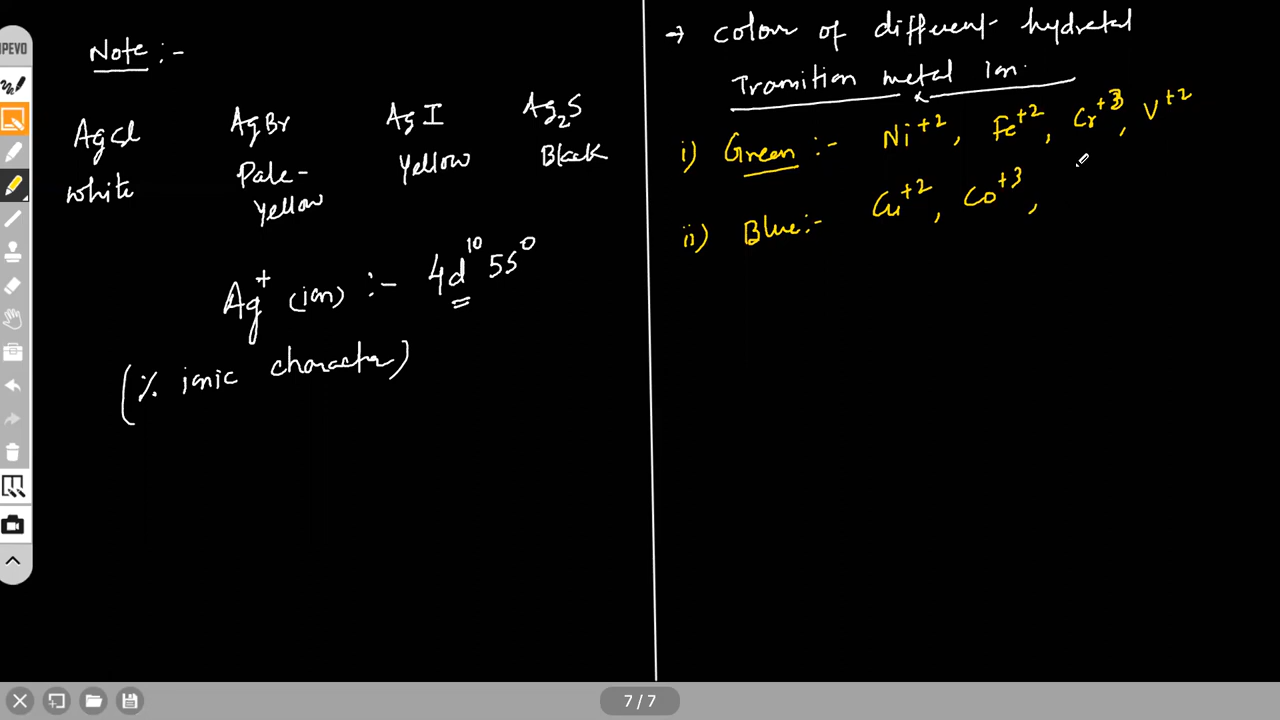 IPEVO
Note :-
AgCl AgBr AgI Ag₂S
white Pale- Yellow Black
Yellow
Ag⁺ (ion) :- 4d¹⁰ 5s⁰
(% ionic character)
→ colour of different hydrated
Transition metal Ion.
i) Green :- Ni⁺², Fe⁺², Cr⁺³, V⁺²
ii) Blue :- Cu⁺², Co⁺³,
7 / 7